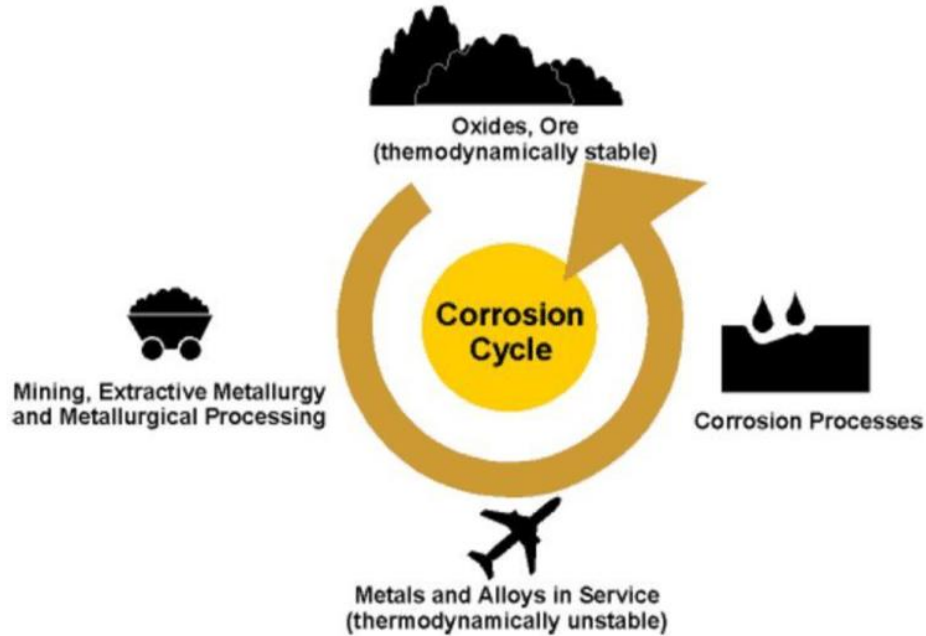 Oxides, Ore
(themodynamically stable)
Corrosion
Cycle
Mining, Extractive Metallurgy
and Metallurgical Processing
Corrosion Processes
Metals and Alloys in Service
(thermodynamically unstable)